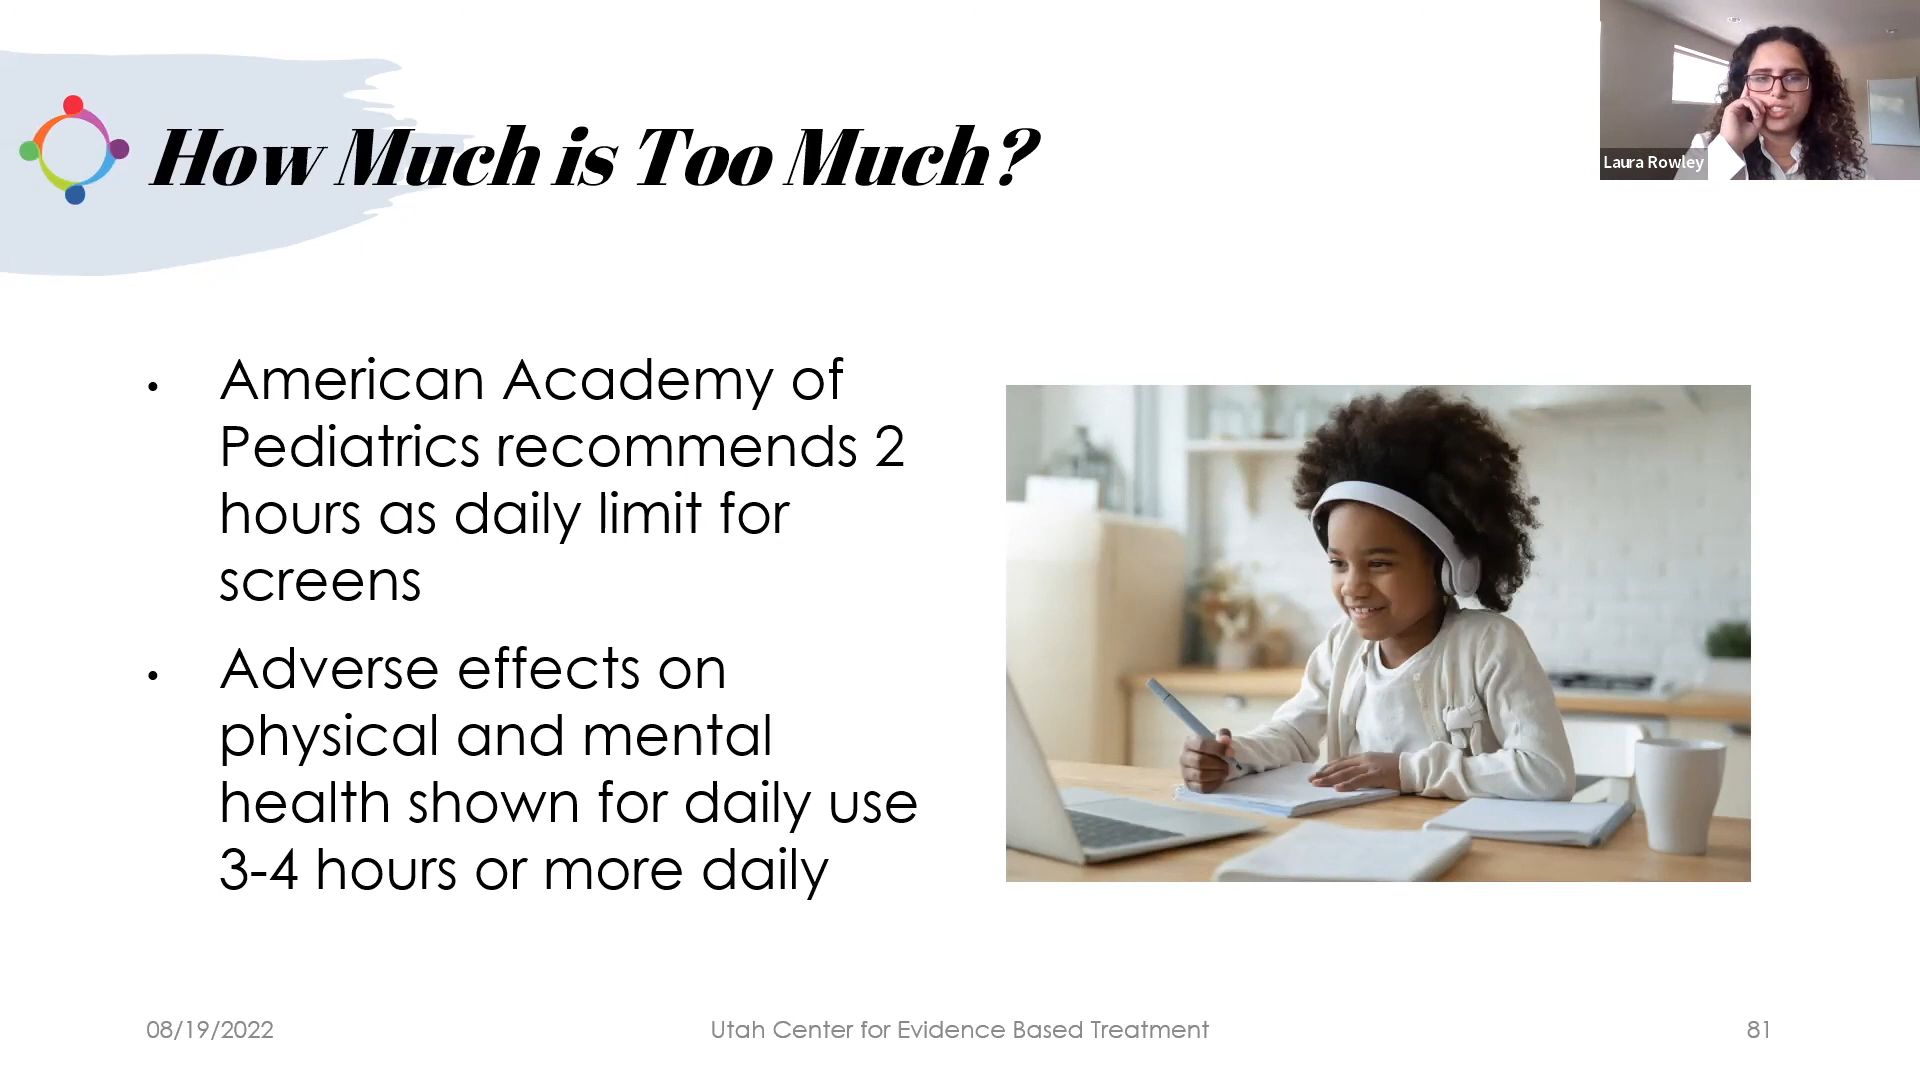 How Much is Too Much?
Laura Rowley
• American Academy of
Pediatrics recommends 2
hours as daily limit for
screens
• Adverse effects on
physical and mental
health shown for daily use
3-4 hours or more daily
08/19/2022
Utah Center for Evidence Based Treatment
81